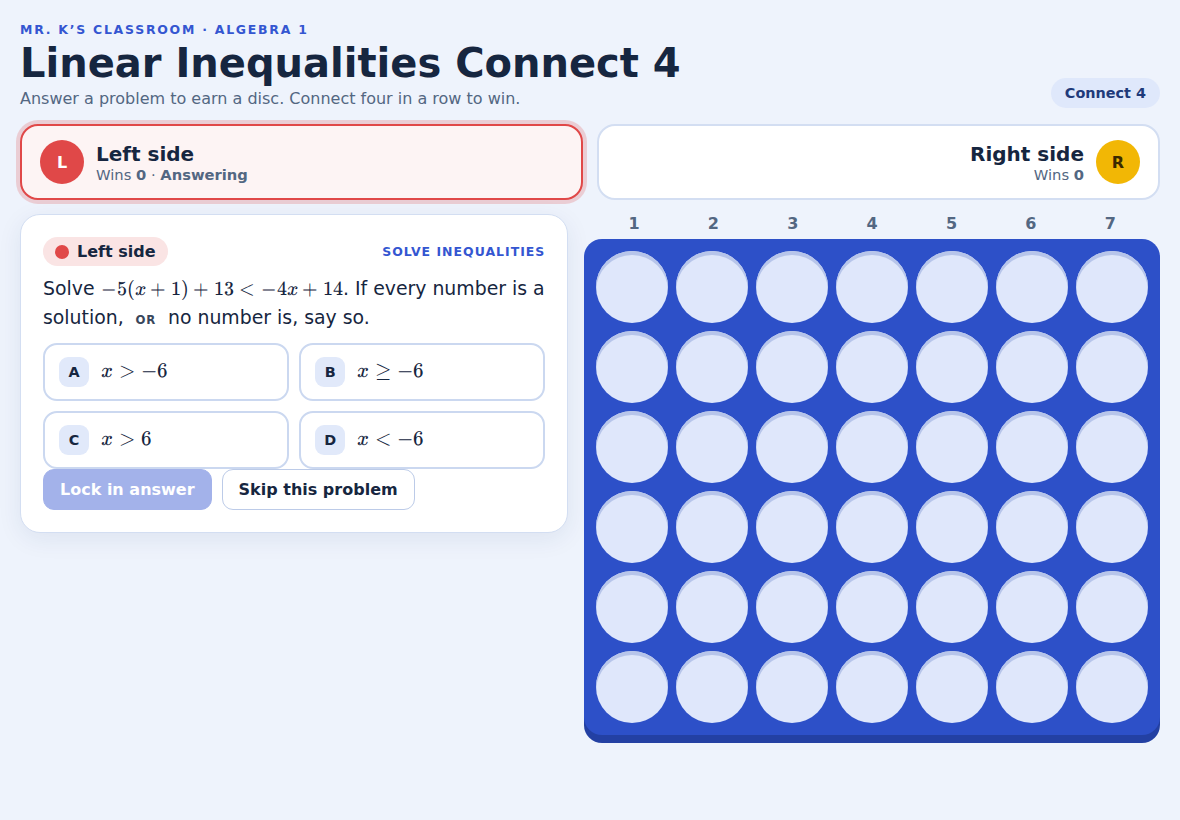 MR. K’S CLASSROOM · ALGEBRA 1
Linear Inequalities Connect 4
Answer a problem to earn a disc. Connect four in a row to win.
Connect 4
L
Left side
Wins 0 · Answering
Right side
Wins 0
R
Left side
SOLVE INEQUALITIES
Solve −5(x + 1) + 13 < −4x + 14. If every number is a
solution, OR no number is, say so.
A x > −6
B x ≥ −6
C x > 6
D x < −6
Lock in answer
Skip this problem
1 2 3 4 5 6 7